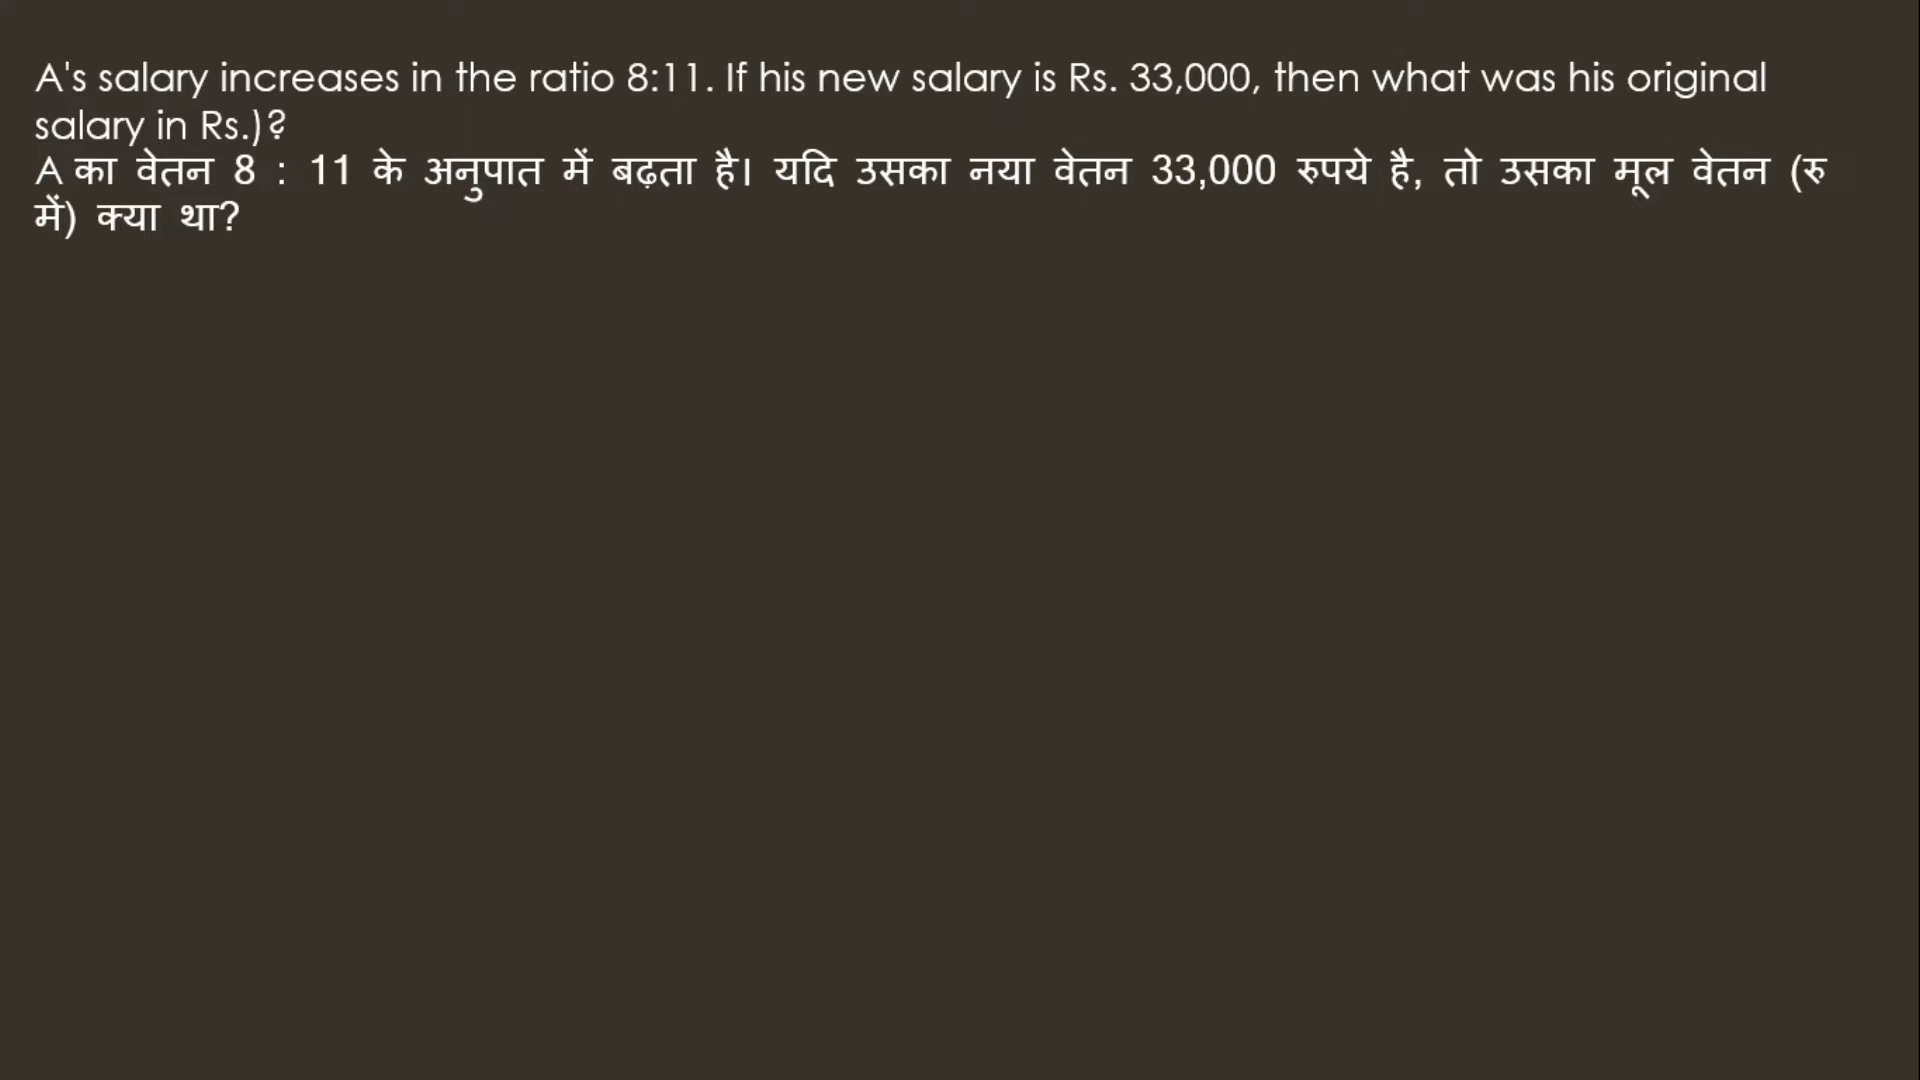 A's salary increases in the ratio 8:11. If his new salary is Rs. 33,000, then what was his original
salary in Rs.)?
A का वेतन 8 : 11 के अनुपात में बढ़ता है। यदि उसका नया वेतन 33,000 रुपये है, तो उसका मूल वेतन (रु
में) क्या था?